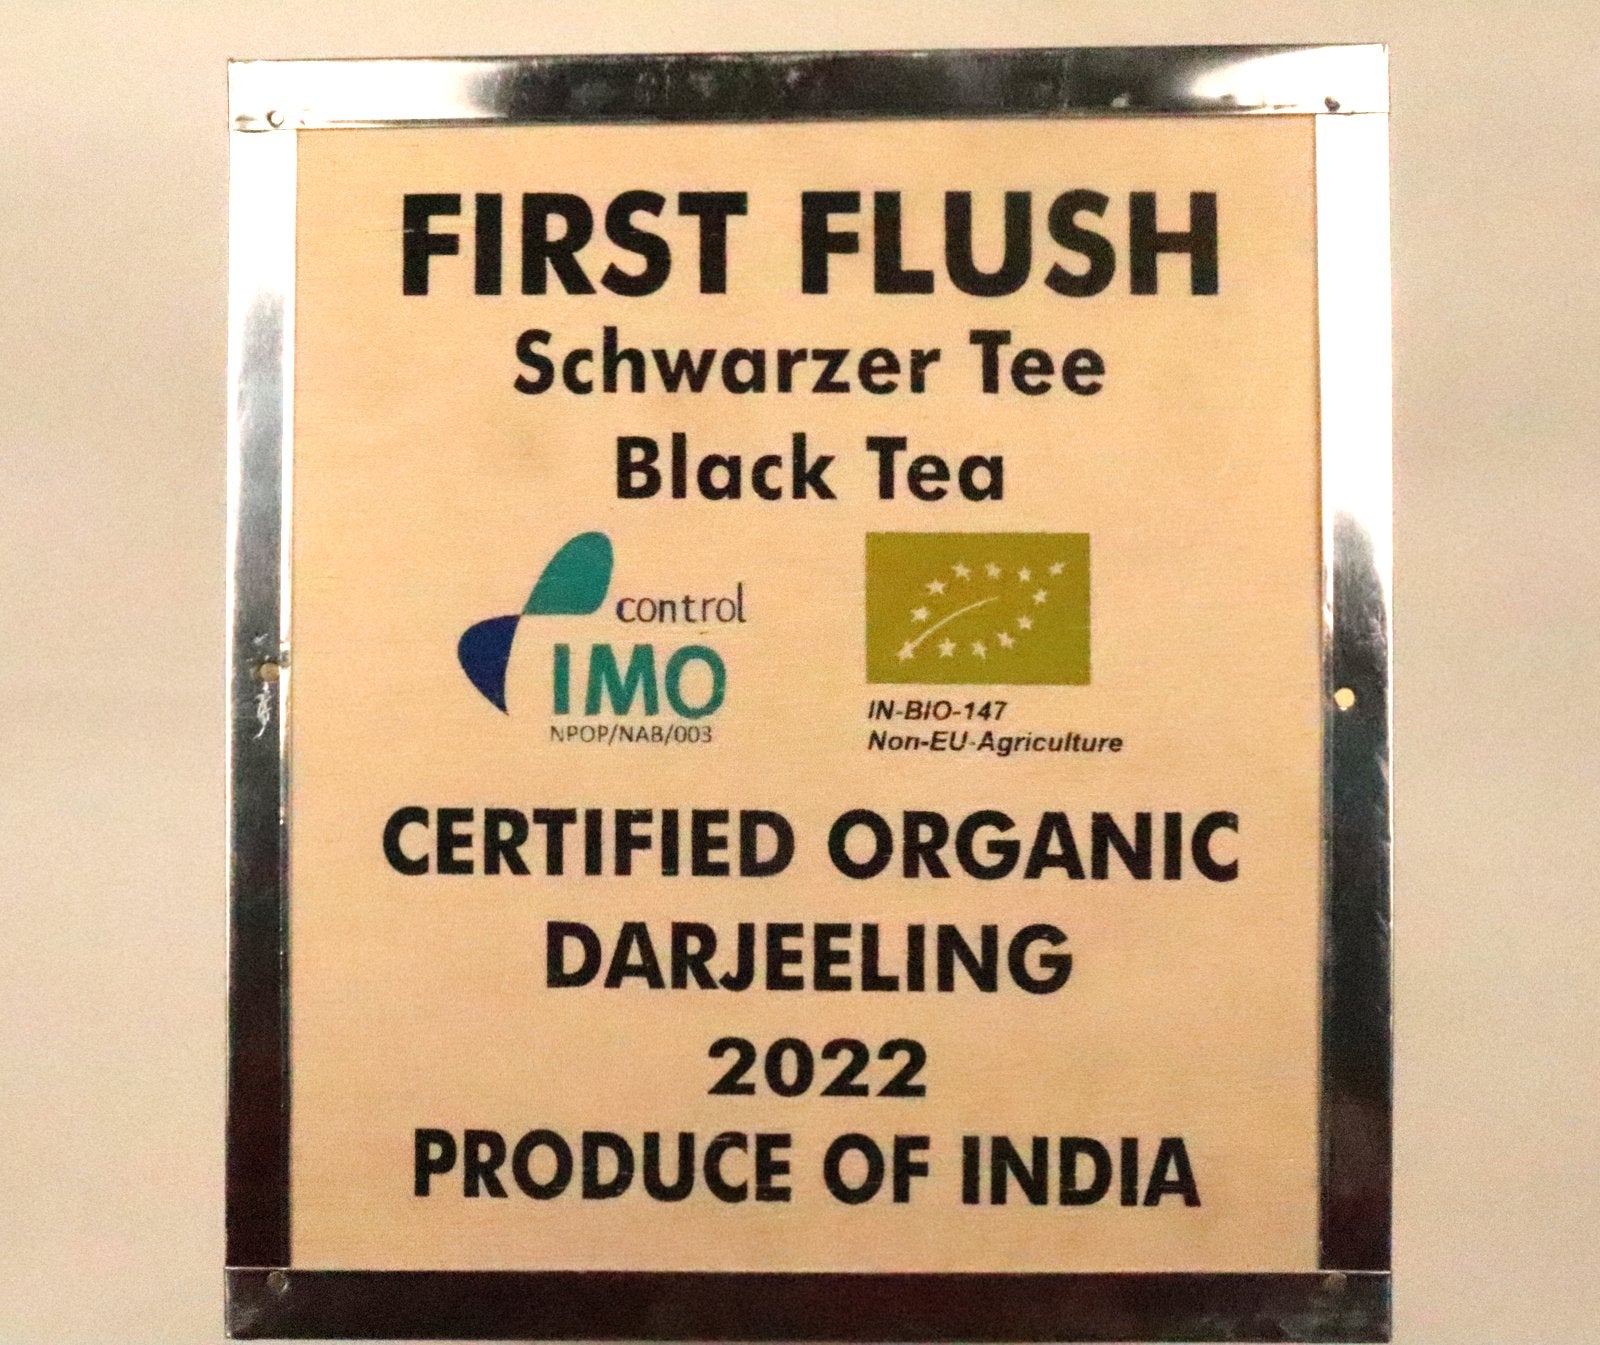 FIRST FLUSH
Schwarzer Tee
Black Tea
control
IMO
NPOP/NAB/003
IN-BIO-147
Non-EU-Agriculture
CERTIFIED ORGANIC
DARJEELING
2022
PRODUCE OF INDIA